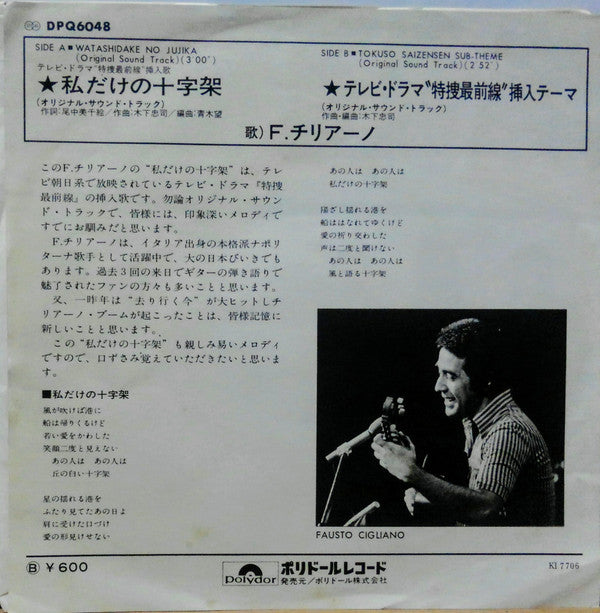 DPQ6048
SIDE A■WATASHIDAKE NO JUJIKA
(Original Sound Track)(3′00″)
テレビ・ドラマ“特捜最前線”挿入歌
★私だけの十字架
(オリジナル・サウンド・トラック)
作詞:尾中美千絵/作曲:木下忠司/編曲:青木望
SIDE B■TOKUSO SAIZENSEN SUB-THEME
(Original Sound Track)(2′52″)
★テレビ・ドラマ“特捜最前線”挿入テーマ
(オリジナル・サウンド・トラック)
作曲・編曲:木下忠司
歌)F.チリアーノ
このF.チリアーノの“私だけの十字架”は、テレ
ビ朝日系で放映されているテレビ・ドラマ『特捜
最前線』の挿入歌です。勿論オリジナル・サウン
ド・トラックで、皆様には、印象深いメロディで
すでにお馴みだと思います。
F.チリアーノは、イタリア出身の本格派ナポリ
ターナ歌手として活躍中で、大の日本びいきでも
あります。過去3回の来日でギターの弾き語りで
魅了されたファンの方々も多いことと思います。
又、一昨年は“去り行く今”が大ヒットしチ
リアーノ・ブームが起こったことは、皆様記憶に
新しいことと思います。
この“私だけの十字架”も親しみ易いメロディ
ですので、口ずさみ覚えていただきたいと思いま
す。
■私だけの十字架
風が吹けば港に
船は帰りくるけど
若い愛をかわした
笑顔二度と見えない
あの人は あの人は
丘の白い十字架
星の揺れる港を
ふたり見てたあの日よ
肩に受けた口づけ
愛の形見けせない
あの人は あの人は
私だけの十字架
陽ざし揺れる港を
船ははなれてゆくけど
愛の祈り交わした
声は二度と聞けない
あの人は あの人は
風と語る十字架
FAUSTO CIGLIANO
Ⓑ ¥600
Polydor
ポリドールレコード
発売元/ポリドール株式会社
KI 7706